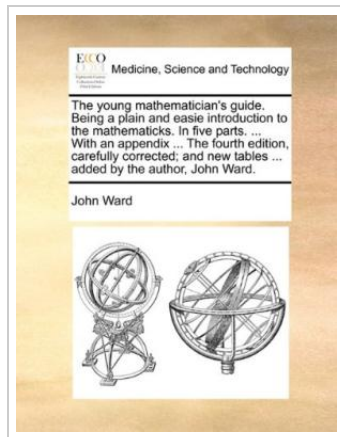 ECCO
Medicine, Science and Technology
The young mathematician's guide.
Being a plain and easie introduction to
the mathematicks. In five parts. ...
With an appendix ... The fourth edition,
carefully corrected; and new tables ...
added by the author, John Ward.
John Ward